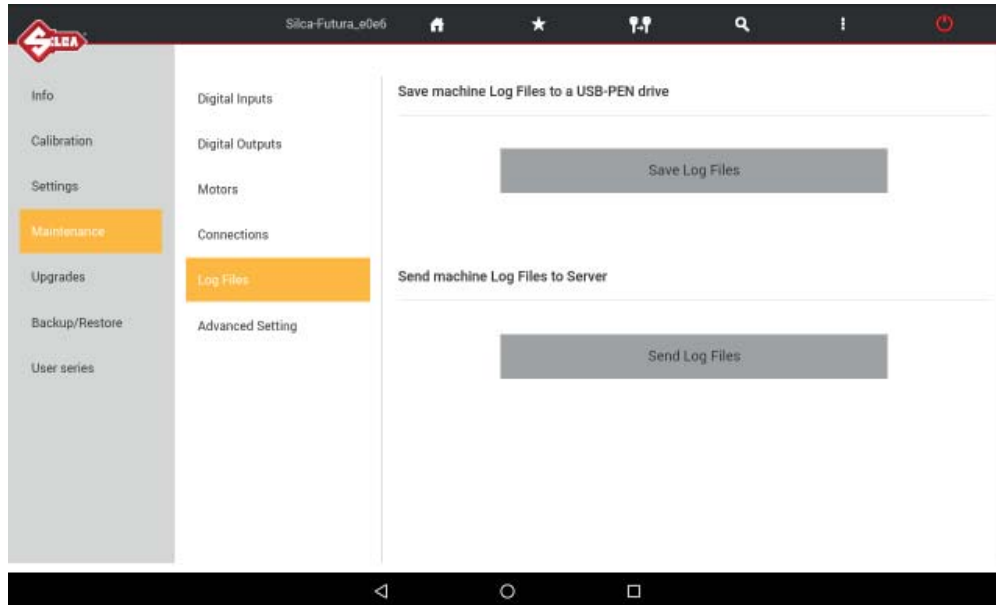 SILCA
Silca-Futura_e0e6
Info
Calibration
Settings
Maintenance
Upgrades
Backup/Restore
User series
Digital Inputs
Digital Outputs
Motors
Connections
Log Files
Advanced Setting
Save machine Log Files to a USB-PEN drive
Save Log Files
Send machine Log Files to Server
Send Log Files